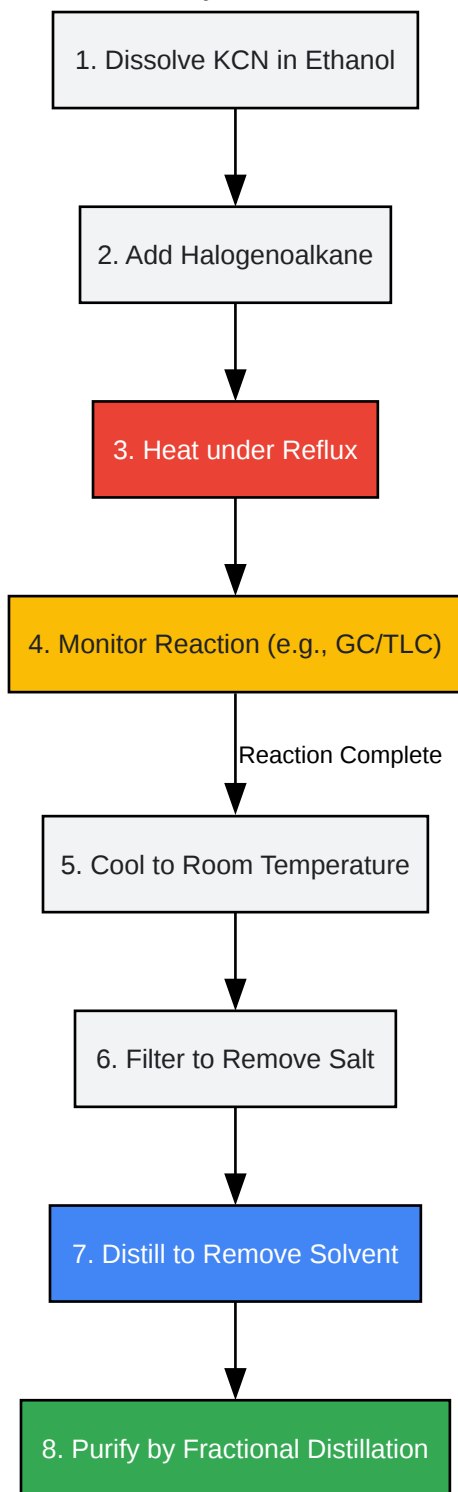 1. Dissolve KCN in Ethanol
2. Add Halogenoalkane
3. Heat under Reflux
4. Monitor Reaction (e.g., GC/TLC)
Reaction Complete
5. Cool to Room Temperature
6. Filter to Remove Salt
7. Distill to Remove Solvent
8. Purify by Fractional Distillation